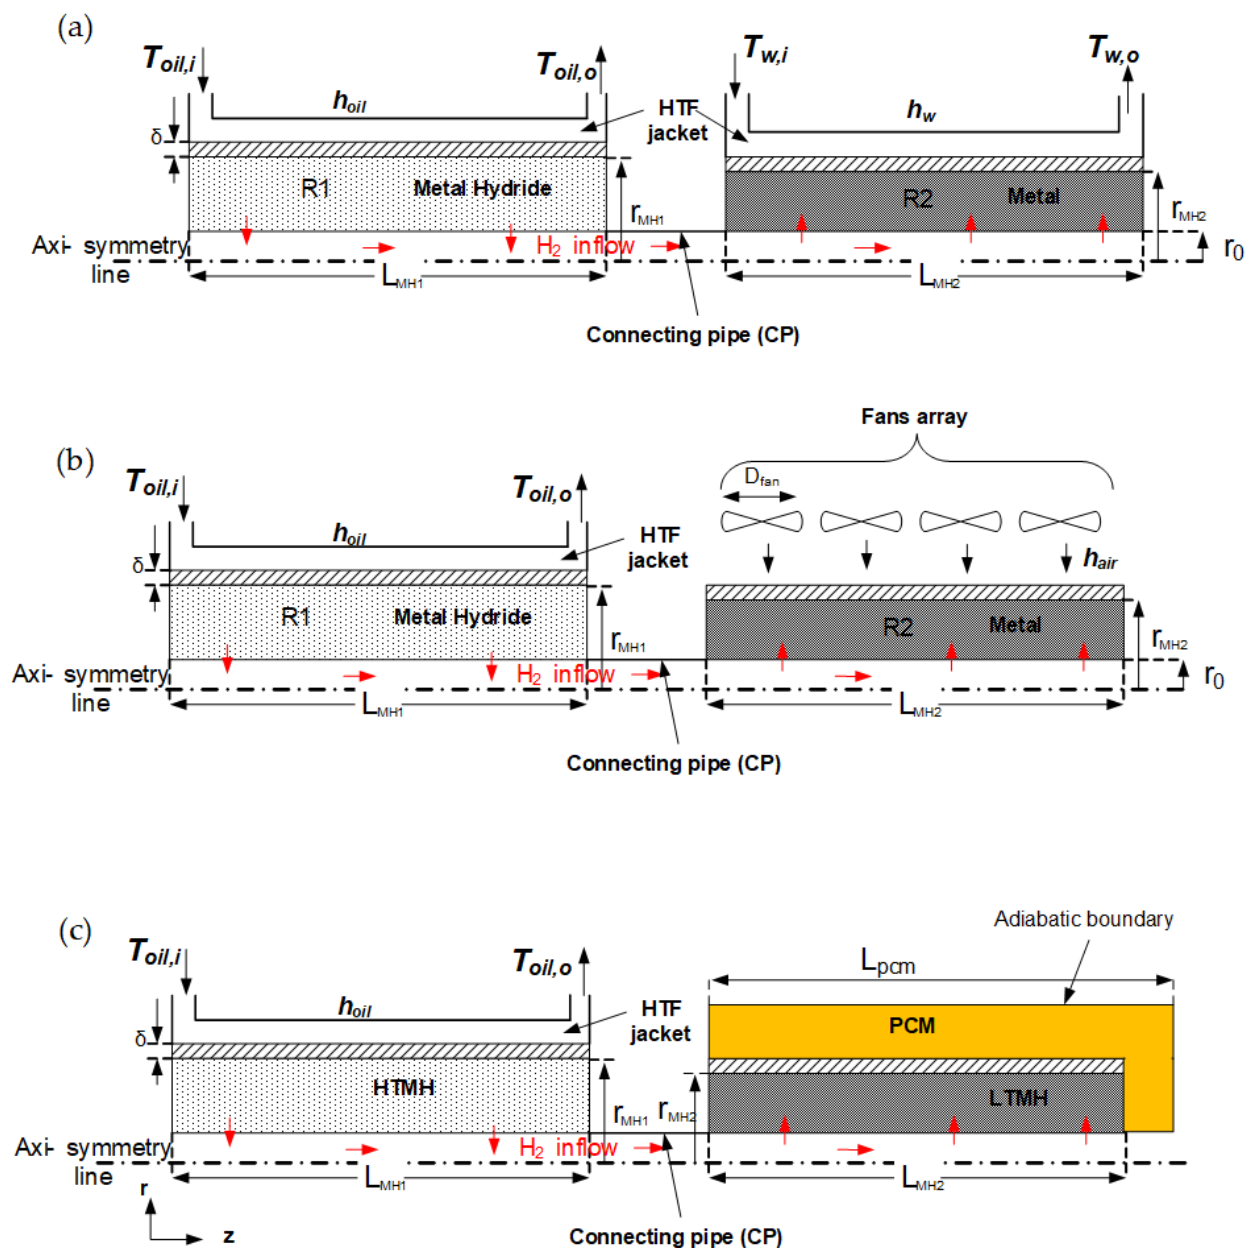 (a)
T_oil,i
T_oil,o
T_w,i
T_w,o
h_oil
HTF
jacket
h_w
δ
R1
Metal Hydride
r_MH1
R2
Metal
r_MH2
Axi- symmetry
line
H₂ inflow
r₀
L_MH1
L_MH2
Connecting pipe (CP)
Fans array
(b)
T_oil,i
T_oil,o
D_fan
h_oil
HTF
jacket
h_air
δ
R1
Metal Hydride
r_MH1
R2
Metal
r_MH2
Axi- symmetry
line
H₂ inflow
r₀
L_MH1
L_MH2
Connecting pipe (CP)
(c)
Adiabatic boundary
T_oil,i
T_oil,o
L_pcm
h_oil
HTF
jacket
PCM
δ
HTMH
r_MH1
r_MH2
LTMH
Axi- symmetry
line
H₂ inflow
L_MH1
L_MH2
r
z
Connecting pipe (CP)